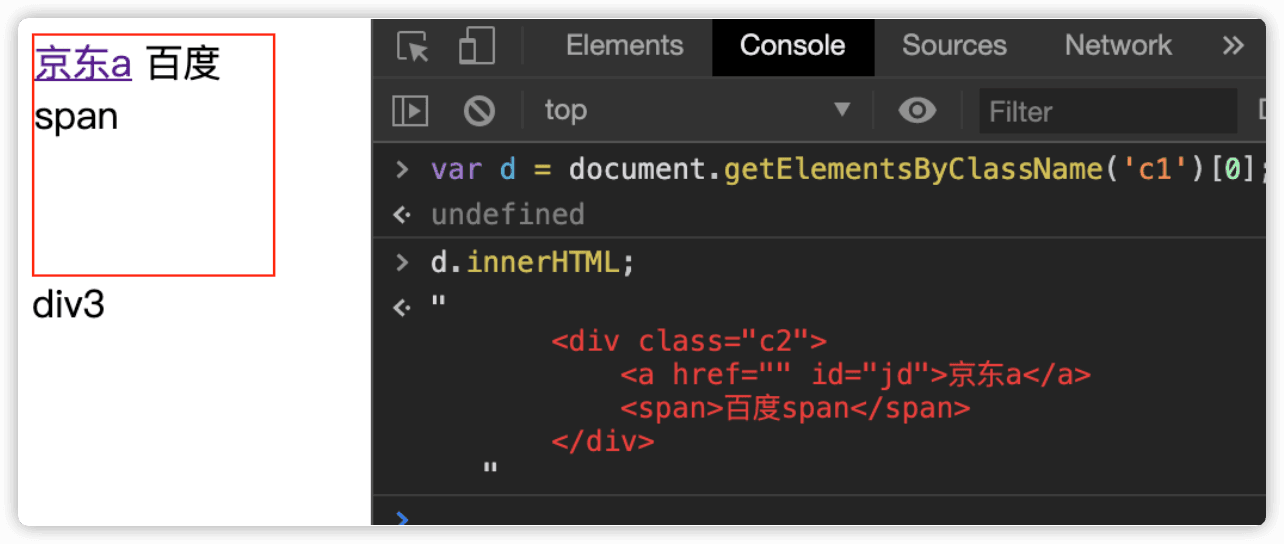 京东a 百度
span
div3
Elements Console Sources Network »
top ▼ Filter
> var d = document.getElementsByClassName('c1')[0];
undefined
> d.innerHTML;
"
<div class="c2">
<a href="" id="jd">京东a</a>
<span>百度span</span>
</div>
"
>